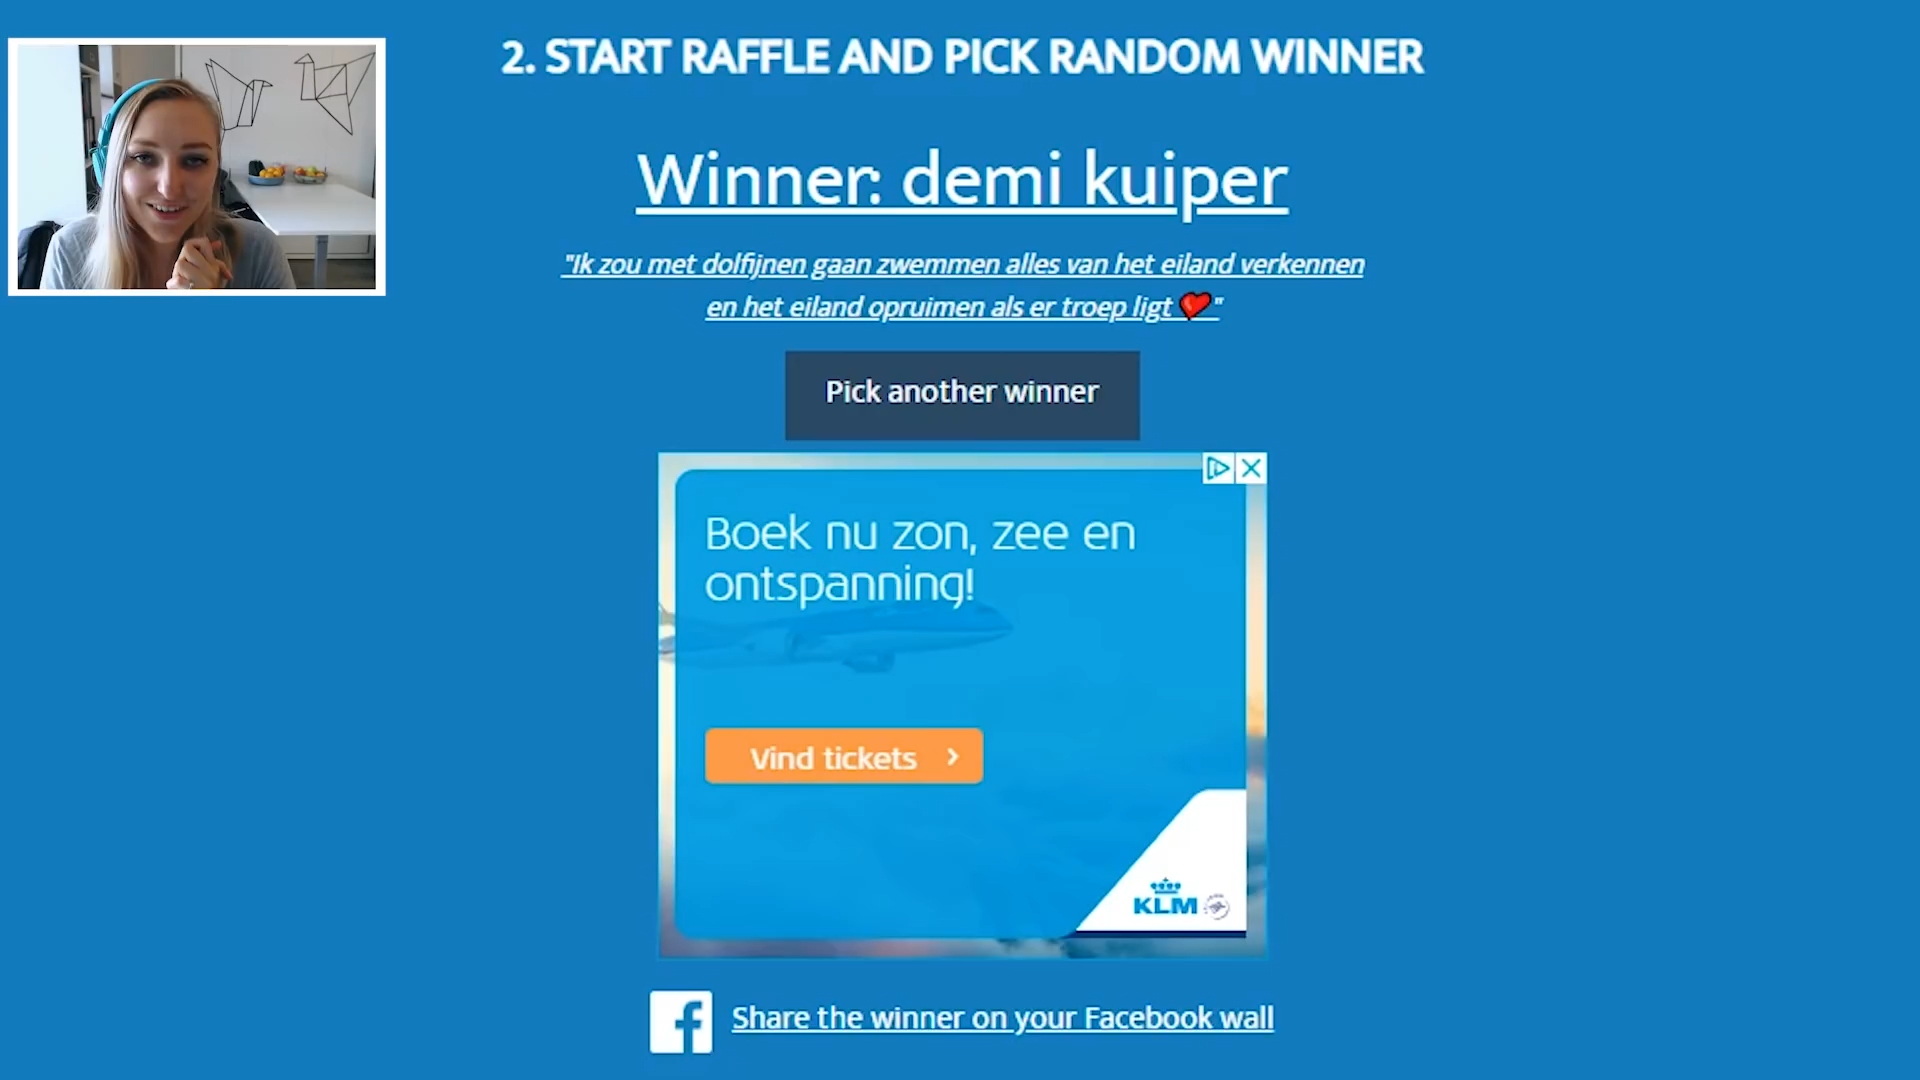 2. START RAFFLE AND PICK RANDOM WINNER
Winner: demi kuiper
"Ik zou met dolfijnen gaan zwemmen alles van het eiland verkennen
en het eiland opruimen als er troep ligt ❤️"
Pick another winner
Boek nu zon, zee en
ontspanning!
Vind tickets >
KLM
Share the winner on your Facebook wall